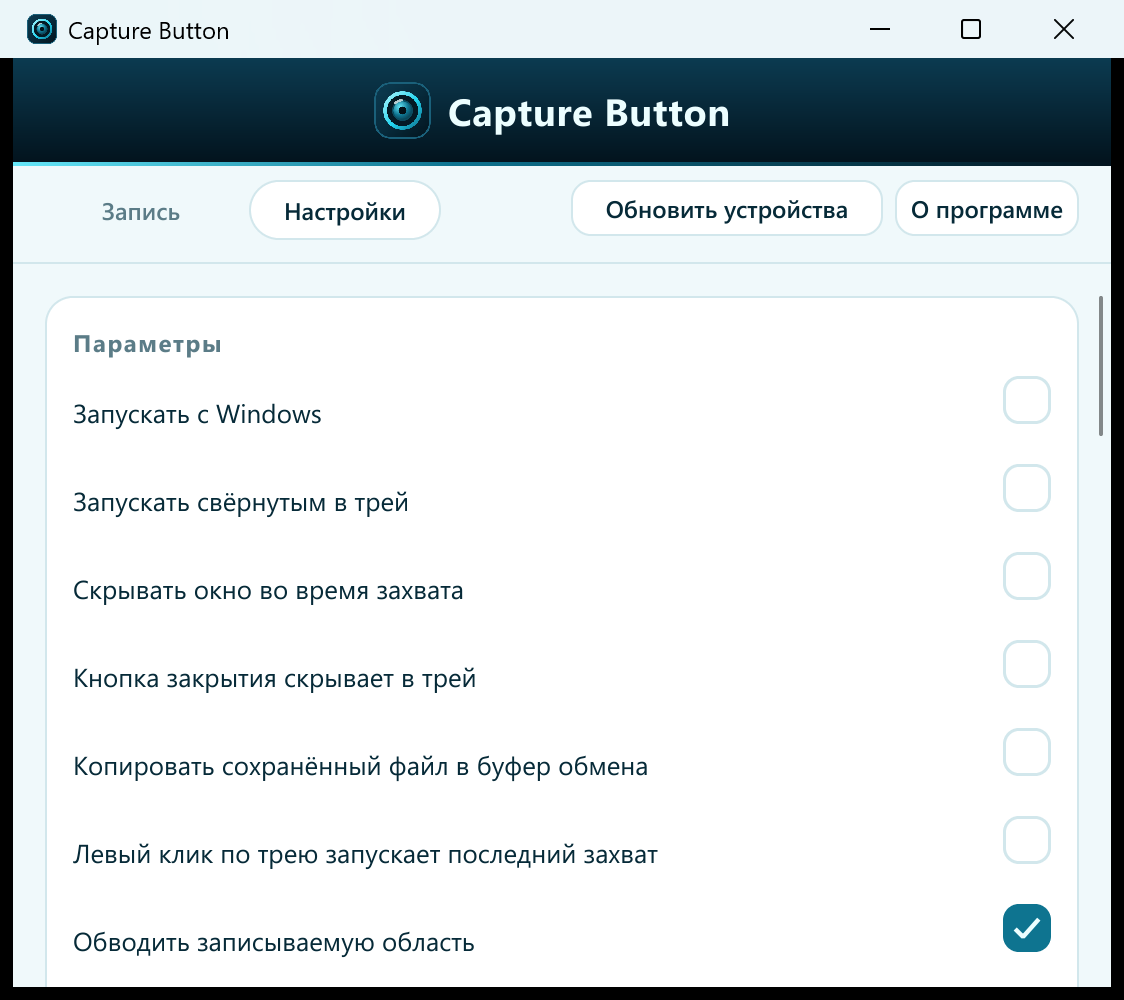 Capture Button
Capture Button
Запись
Настройки
Обновить устройства
О программе
Параметры
Запускать с Windows
Запускать свёрнутым в трей
Скрывать окно во время захвата
Кнопка закрытия скрывает в трей
Копировать сохранённый файл в буфер обмена
Левый клик по трею запускает последний захват
Обводить записываемую область